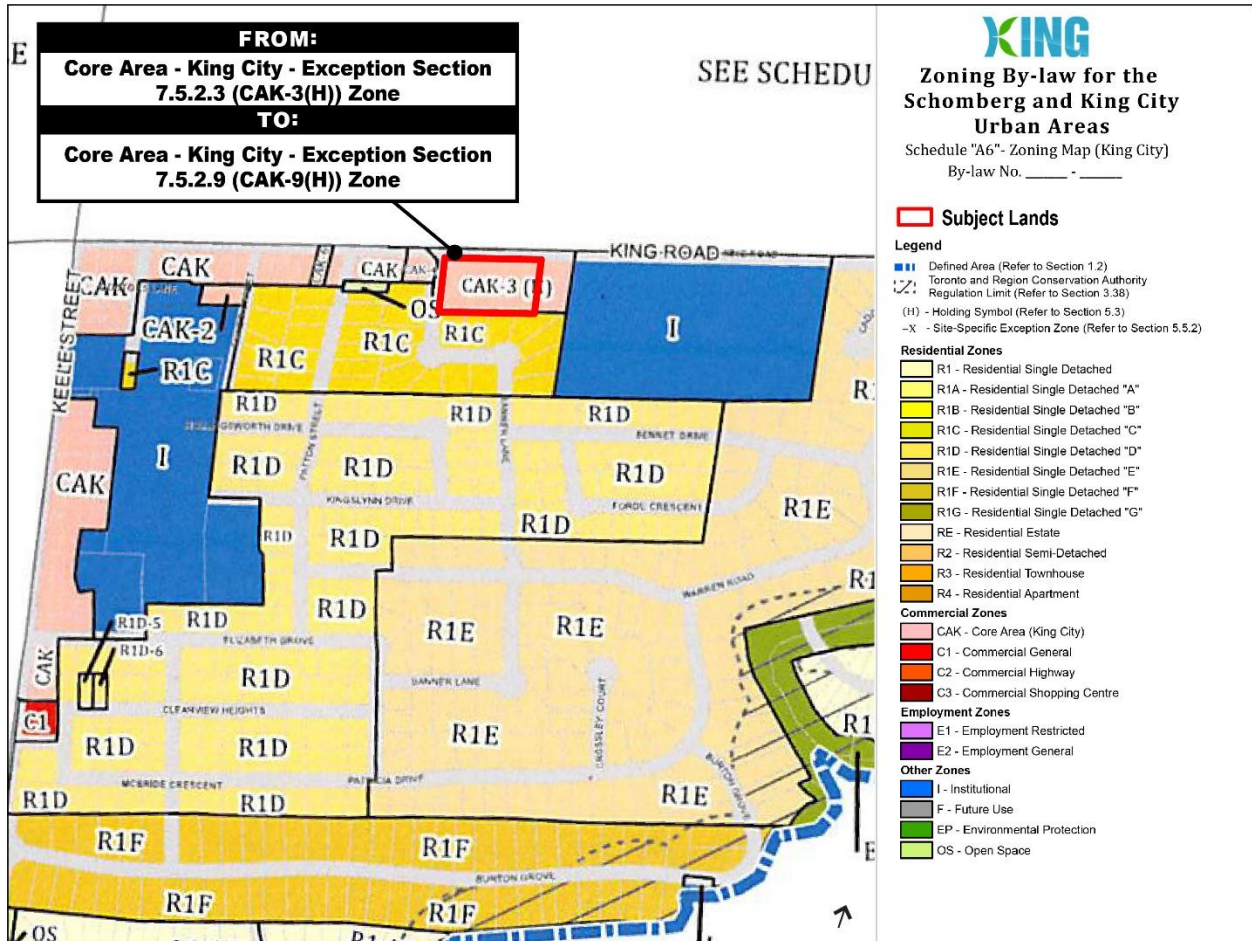 E
FROM:
Core Area - King City - Exception Section
7.5.2.3 (CAK-3(H)) Zone
TO:
Core Area - King City - Exception Section
7.5.2.9 (CAK-9(H)) Zone
SEE SCHEDU
KING ROAD
KEELE STREET
CAK
CAK
CAK
CAK-3 (H)
CAK-2
OS
R1C
R1C
R1C
R1C
I
I
R1D
R1D
R1D
BENNET DRIVE
PATTON STREET
BANNER LANE
R1D
R1D
R1D
KINGSLYNN DRIVE
FORDE CRESCENT
R1E
CAK
R1D
R1D
R1D
R1D
WARREN ROAD
R1D-5
R1D
R1D-6
ELIZABETH GROVE
R1E
R1E
CAK
R1D
BANNER LANE
CLEARVIEW HEIGHTS
CROSSLEY COURT
C1
R1D
R1D
R1E
MCBRIDE CRESCENT
PATRICIA DRIVE
BURTON GROVE
R1D
R1D
R1E
R1F
R1F
BURTON GROVE
R1F
R1F
OS
KING
Zoning By-law for the
Schomberg and King City
Urban Areas
Schedule "A6"- Zoning Map (King City)
By-law No. ______ - ______
Subject Lands
Legend
Defined Area (Refer to Section 1.2)
Toronto and Region Conservation Authority
Regulation Limit (Refer to Section 3.38)
(H) - Holding Symbol (Refer to Section 5.3)
-X - Site-Specific Exception Zone (Refer to Section 5.5.2)
Residential Zones
R1 - Residential Single Detached
R1A - Residential Single Detached "A"
R1B - Residential Single Detached "B"
R1C - Residential Single Detached "C"
R1D - Residential Single Detached "D"
R1E - Residential Single Detached "E"
R1F - Residential Single Detached "F"
R1G - Residential Single Detached "G"
RE - Residential Estate
R2 - Residential Semi-Detached
R3 - Residential Townhouse
R4 - Residential Apartment
Commercial Zones
CAK - Core Area (King City)
C1 - Commercial General
C2 - Commercial Highway
C3 - Commercial Shopping Centre
Employment Zones
E1 - Employment Restricted
E2 - Employment General
Other Zones
I - Institutional
F - Future Use
EP - Environmental Protection
OS - Open Space